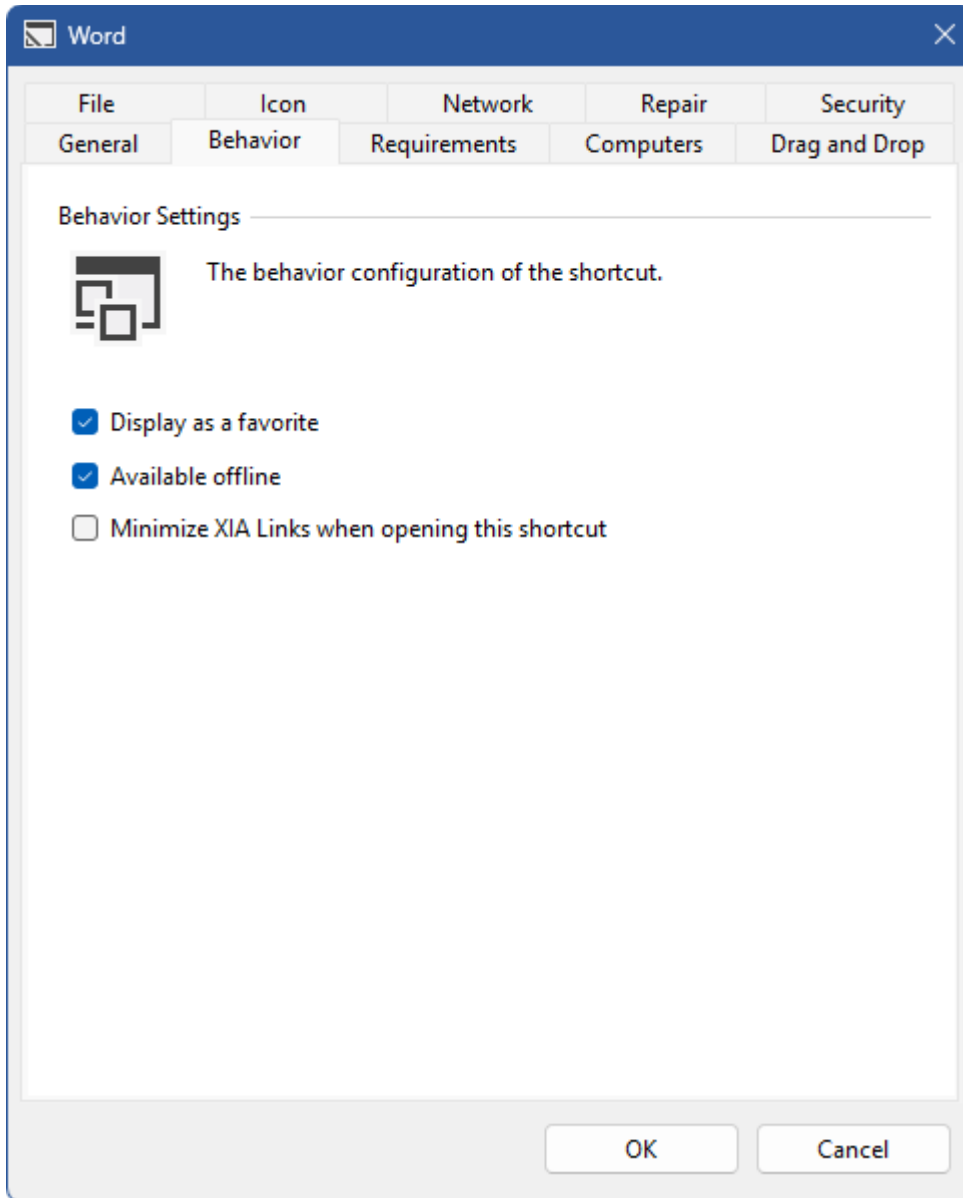 Word
File Icon Network Repair Security
General Behavior Requirements Computers Drag and Drop
Behavior Settings
The behavior configuration of the shortcut.
Display as a favorite
Available offline
Minimize XIA Links when opening this shortcut
OK Cancel